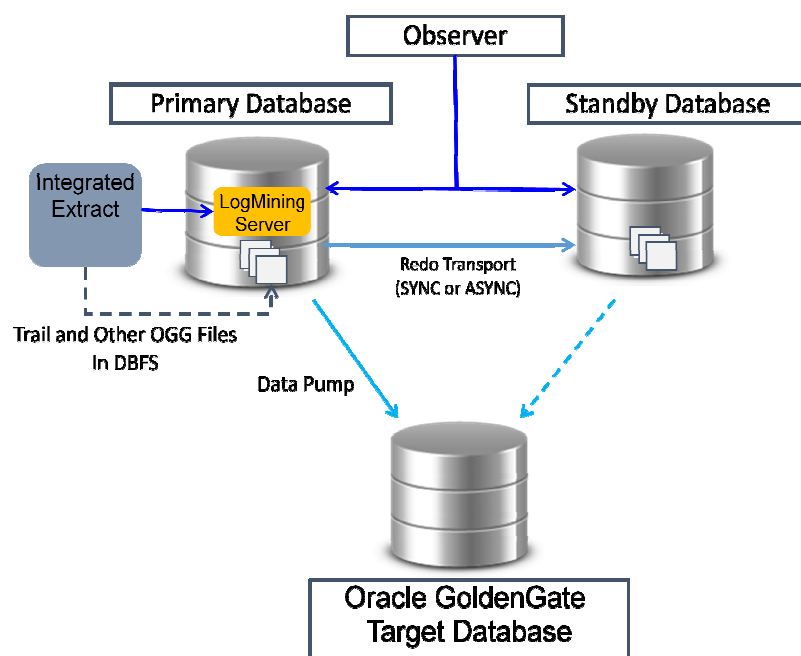 Observer
Primary Database
Standby Database
Integrated
Extract
LogMining
Server
Redo Transport
(SYNC or ASYNC)
Trail and Other OGG Files
In DBFS
Data Pump
Oracle GoldenGate
Target Database